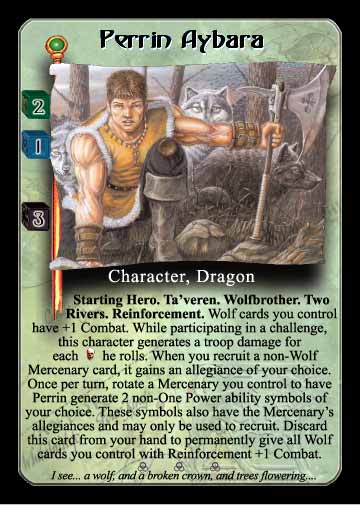 Perrin Aybara
2
1
3
Character, Dragon
Starting Hero. Ta'veren. Wolfbrother. Two
Rivers. Reinforcement. Wolf cards you control
have +1 Combat. While participating in a challenge,
this character generates a troop damage for
each he rolls. When you recruit a non-Wolf
Mercenary card, it gains an allegiance of your choice.
Once per turn, rotate a Mercenary you control to have
Perrin generate 2 non-One Power ability symbols of
your choice. These symbols also have the Mercenary's
allegiances and may only be used to recruit. Discard
this card from your hand to permanently give all Wolf
cards you control with Reinforcement +1 Combat.
I see... a wolf, and a broken crown, and trees flowering....